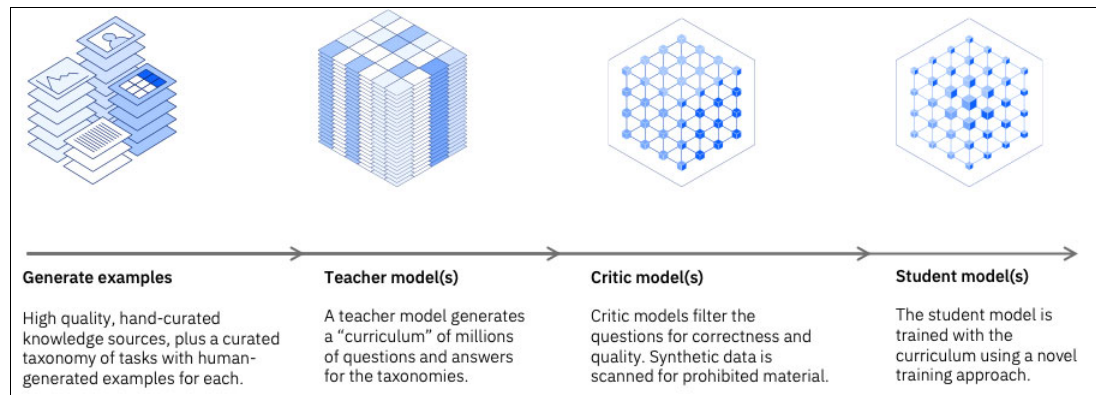 Generate examples
High quality, hand-curated
knowledge sources, plus a curated
taxonomy of tasks with human-
generated examples for each.
Teacher model(s)
A teacher model generates
a “curriculum” of millions
of questions and answers
for the taxonomies.
Critic model(s)
Critic models filter the
questions for correctness and
quality. Synthetic data is
scanned for prohibited material.
Student model(s)
The student model is
trained with the
curriculum using a novel
training approach.